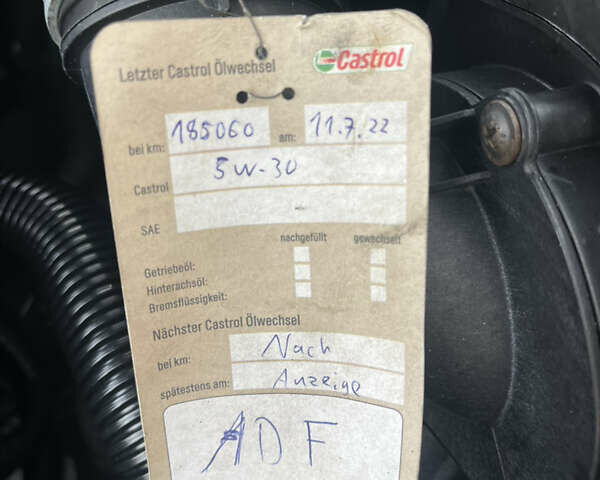 Letzter Castrol Ölwechsel Castrol
bei km: 185060 am: 11.7.22
Castrol 5W-30
SAE
nachgefüllt gewechselt
Getriebeöl:
Hinterachsöl:
Bremsflüssigkeit:
Nächster Castrol Ölwechsel
bei km: Nach
spätestens am: Anzeige
ADF